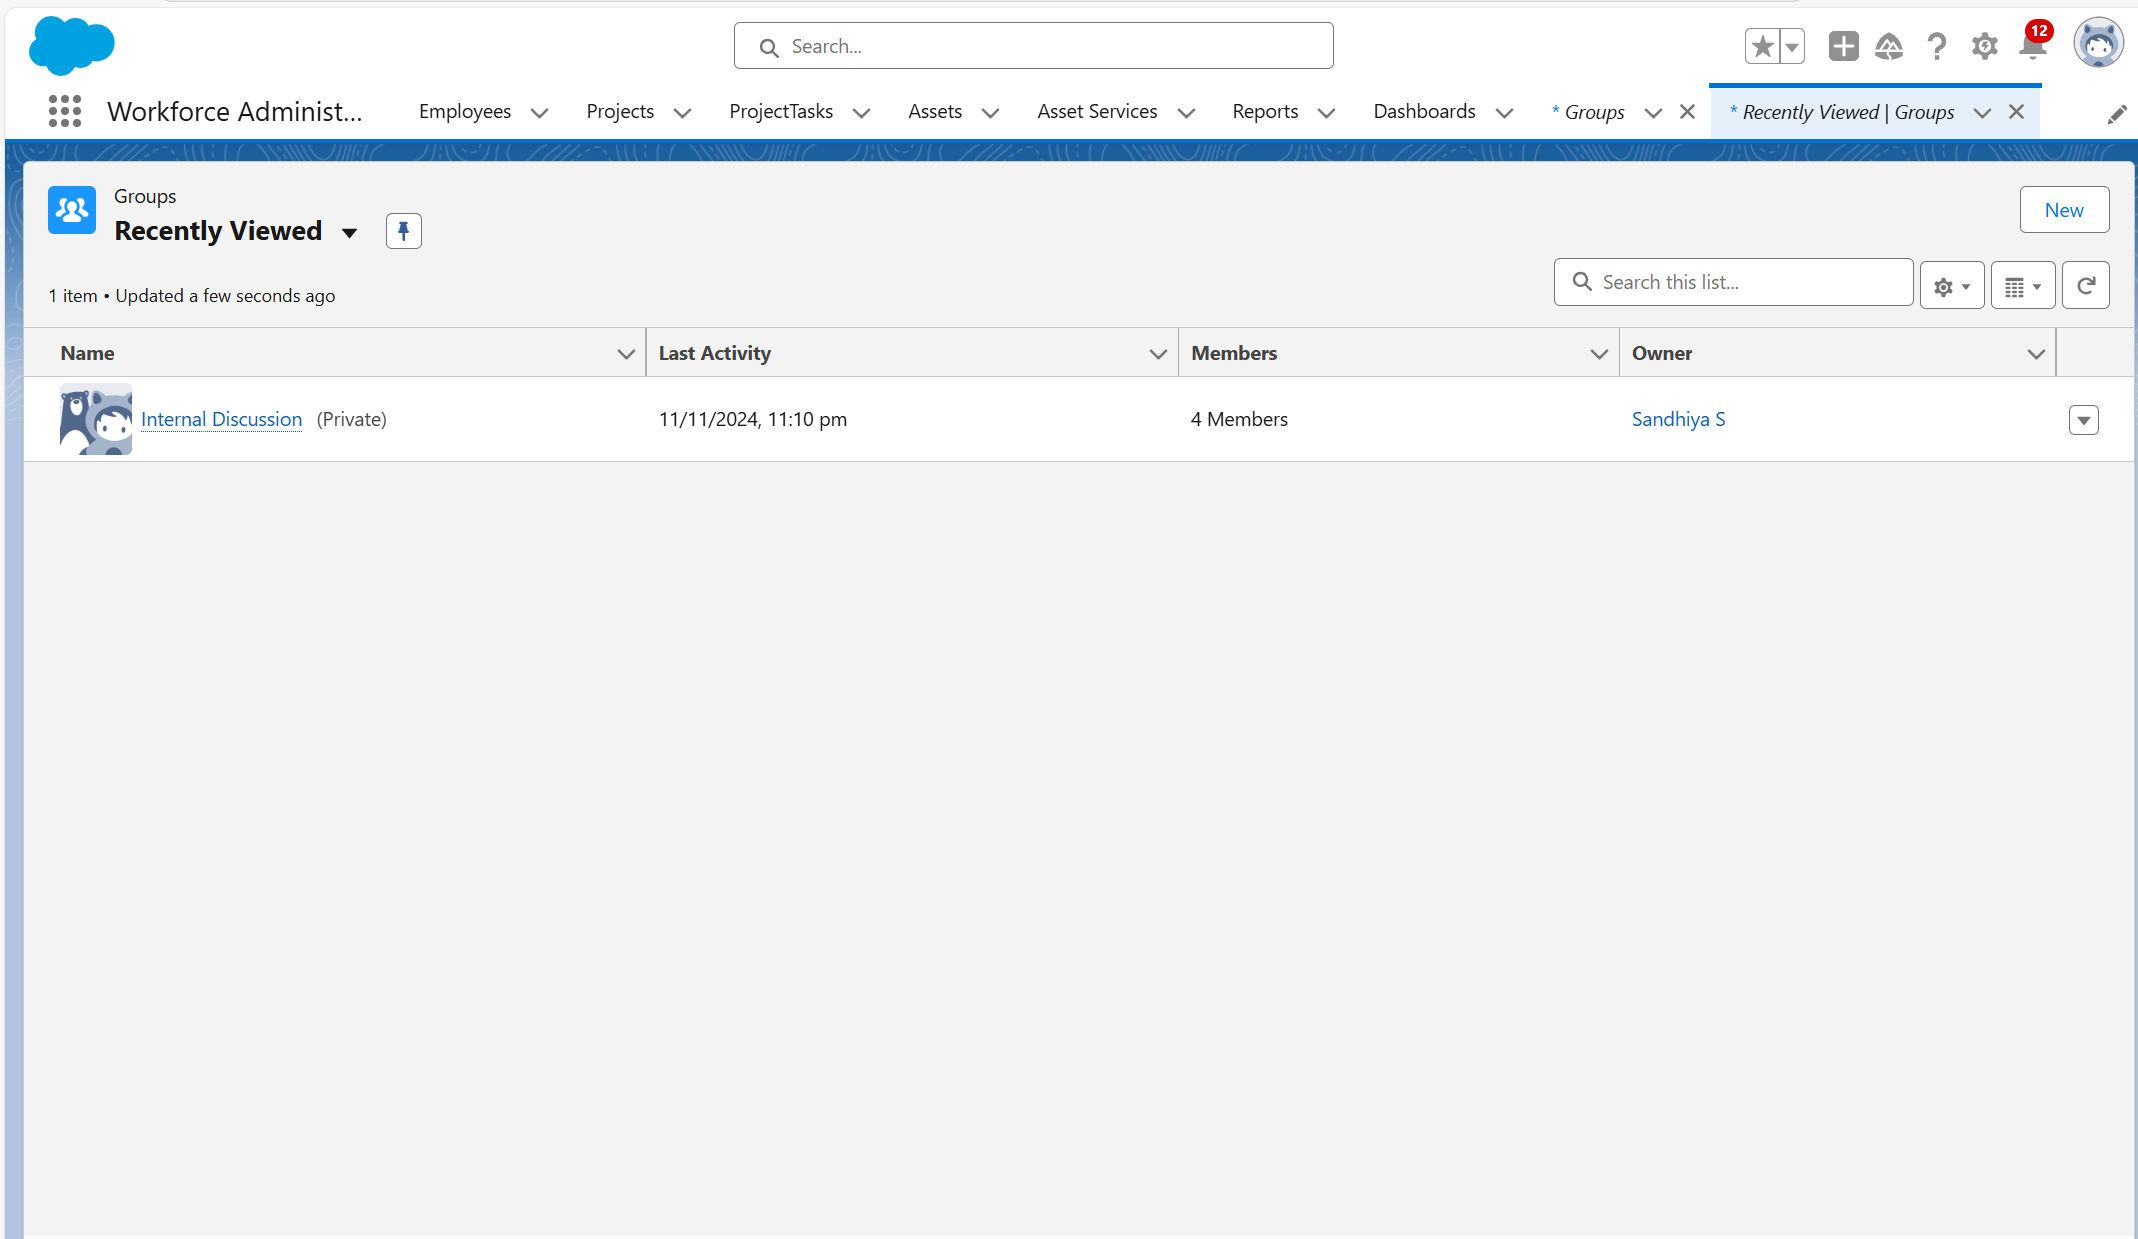 Search...
12
Workforce Administ...
Employees
Projects
ProjectTasks
Assets
Asset Services
Reports
Dashboards
* Groups
* Recently Viewed | Groups
Groups
Recently Viewed
New
1 item • Updated a few seconds ago
Search this list...
Name
Last Activity
Members
Owner
Internal Discussion (Private)
11/11/2024, 11:10 pm
4 Members
Sandhiya S